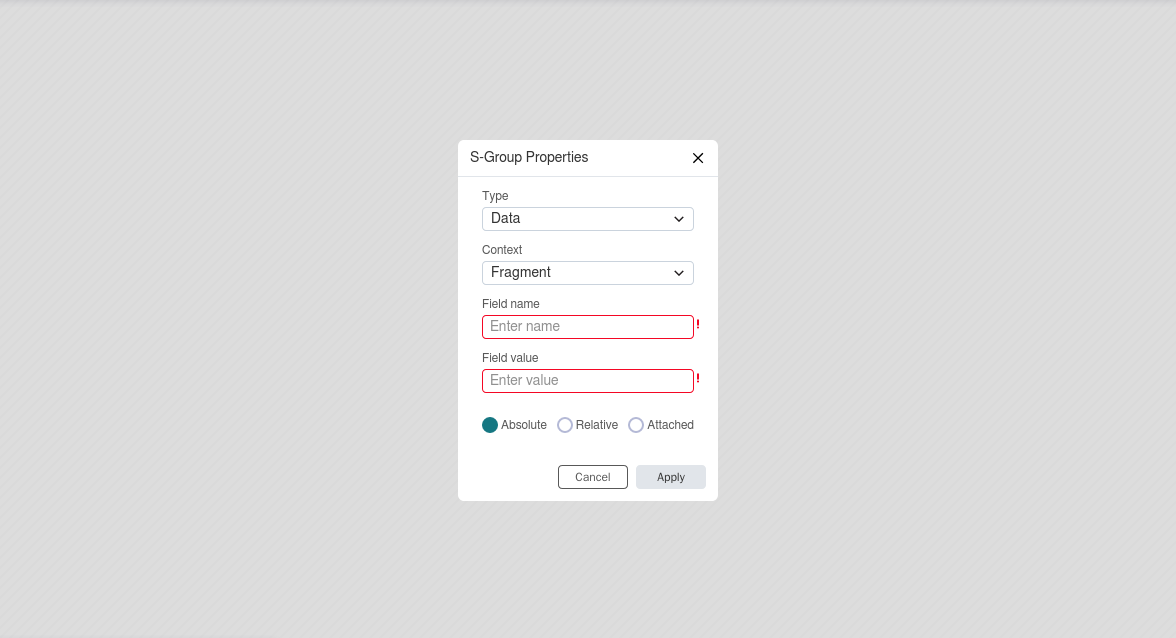 S-Group Properties
Type
Data
Context
Fragment
Field name
Enter name
!
Field value
Enter value
!
Absolute Relative Attached
Cancel Apply